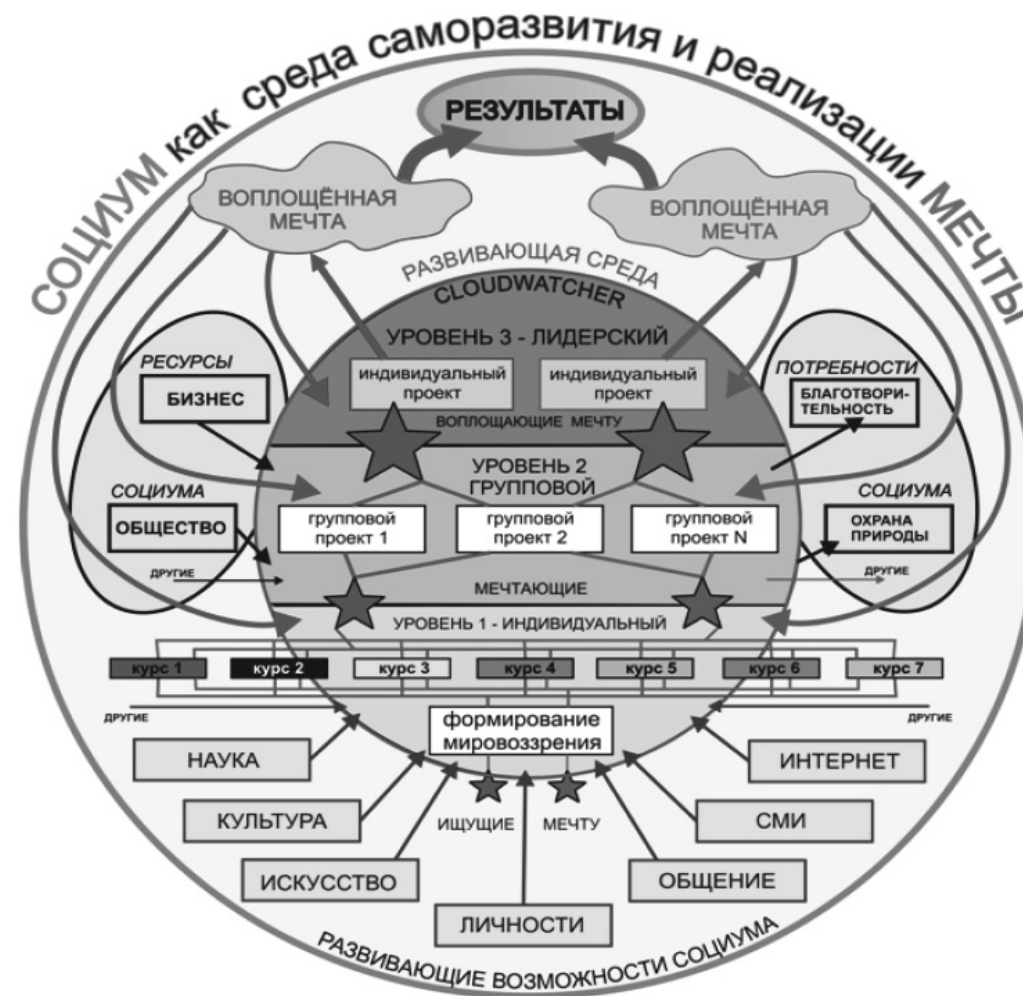 СОЦИУМ как среда саморазвития и реализации МЕЧТЫ
РЕЗУЛЬТАТЫ
ВОПЛОЩЁННАЯ
МЕЧТА
ВОПЛОЩЁННАЯ
МЕЧТА
РАЗВИВАЮЩАЯ СРЕДА
CLOUDWATCHER
УРОВЕНЬ 3 - ЛИДЕРСКИЙ
индивидуальный
проект
индивидуальный
проект
ВОПЛОЩАЮЩИЕ МЕЧТУ
РЕСУРСЫ
БИЗНЕС
СОЦИУМА
ОБЩЕСТВО
ДРУГИЕ
ПОТРЕБНОСТИ
БЛАГОТВОРИ-
ТЕЛЬНОСТЬ
СОЦИУМА
ОХРАНА
ПРИРОДЫ
ДРУГИЕ
УРОВЕНЬ 2
ГРУППОВОЙ
групповой
проект 1
групповой
проект 2
групповой
проект N
МЕЧТАЮЩИЕ
УРОВЕНЬ 1 - ИНДИВИДУАЛЬНЫЙ
курс 1
курс 2
курс 3
курс 4
курс 5
курс 6
курс 7
ДРУГИЕ
ДРУГИЕ
формирование
мировоззрения
НАУКА
ИНТЕРНЕТ
КУЛЬТУРА
ИЩУЩИЕ МЕЧТУ
СМИ
ИСКУССТВО
ОБЩЕНИЕ
ЛИЧНОСТИ
РАЗВИВАЮЩИЕ ВОЗМОЖНОСТИ СОЦИУМА